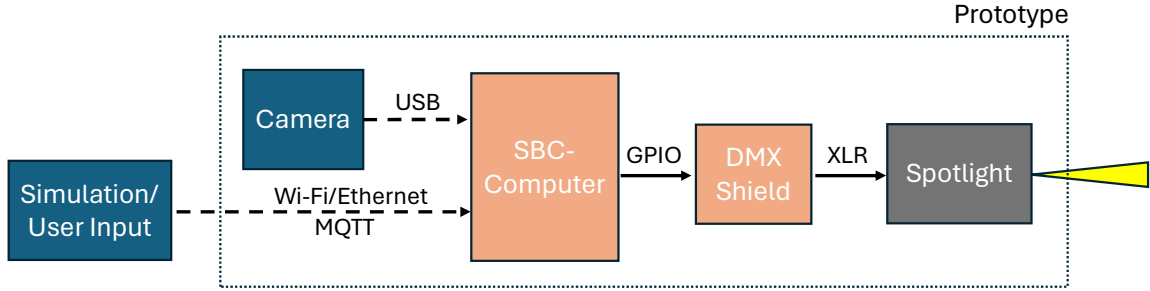 Prototype
Camera
USB
SBC-
Computer
GPIO
DMX
Shield
XLR
Spotlight
Simulation/
User Input
Wi-Fi/Ethernet
MQTT